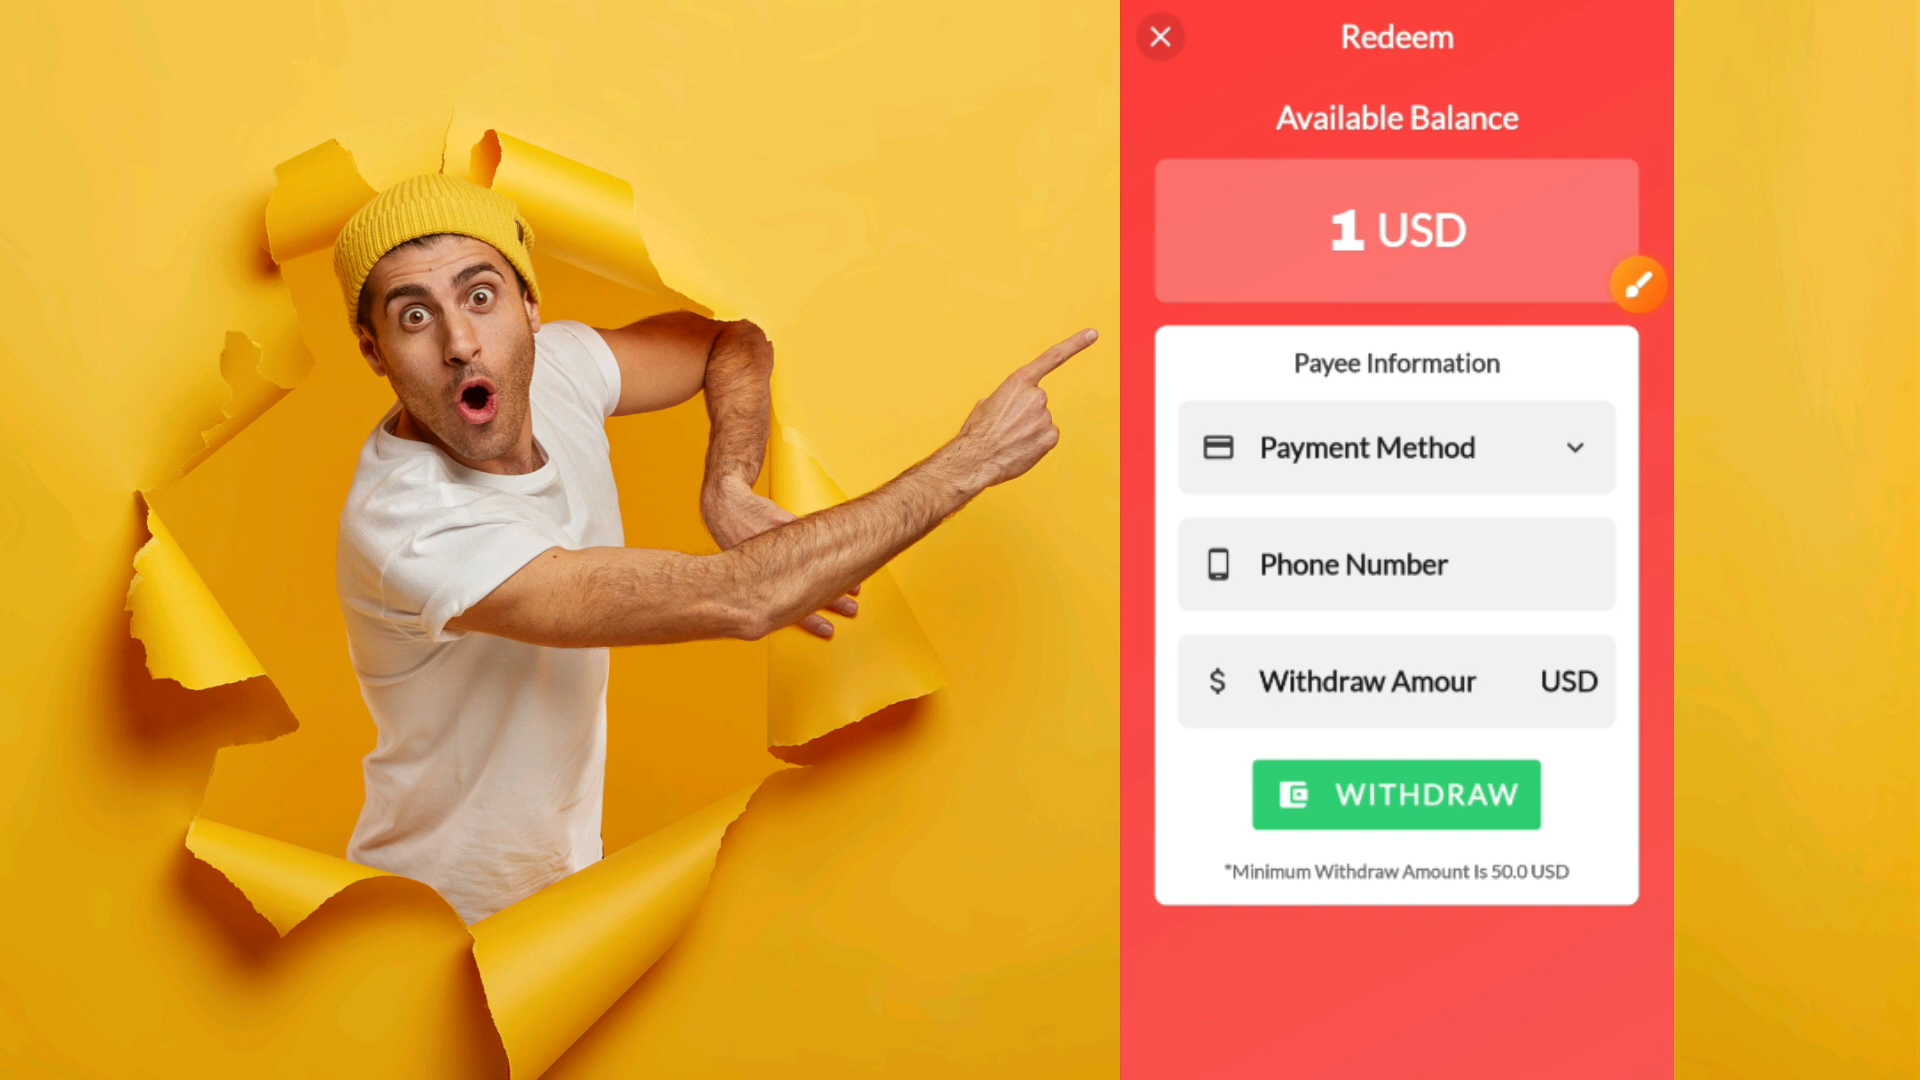 Redeem
Available Balance
1 USD
Payee Information
Payment Method
Phone Number
$ Withdraw Amour USD
WITHDRAW
*Minimum Withdraw Amount Is 50.0 USD